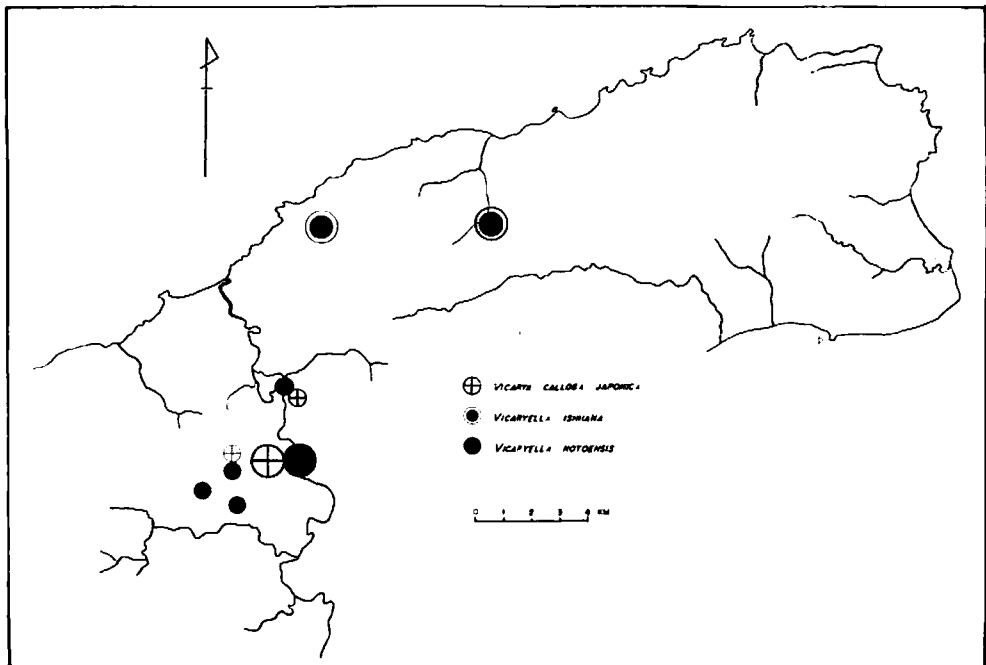 VICARYA CALLOSA JAPONICA
VICARYELLA ISHIIANA
VICARYELLA NOTOENSIS
0 1 2 3 4 KM